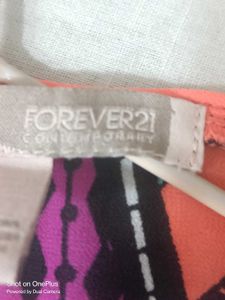 FOREVER21
CONTEMPORARY
Shot on OnePlus
Powered by Dual Camera